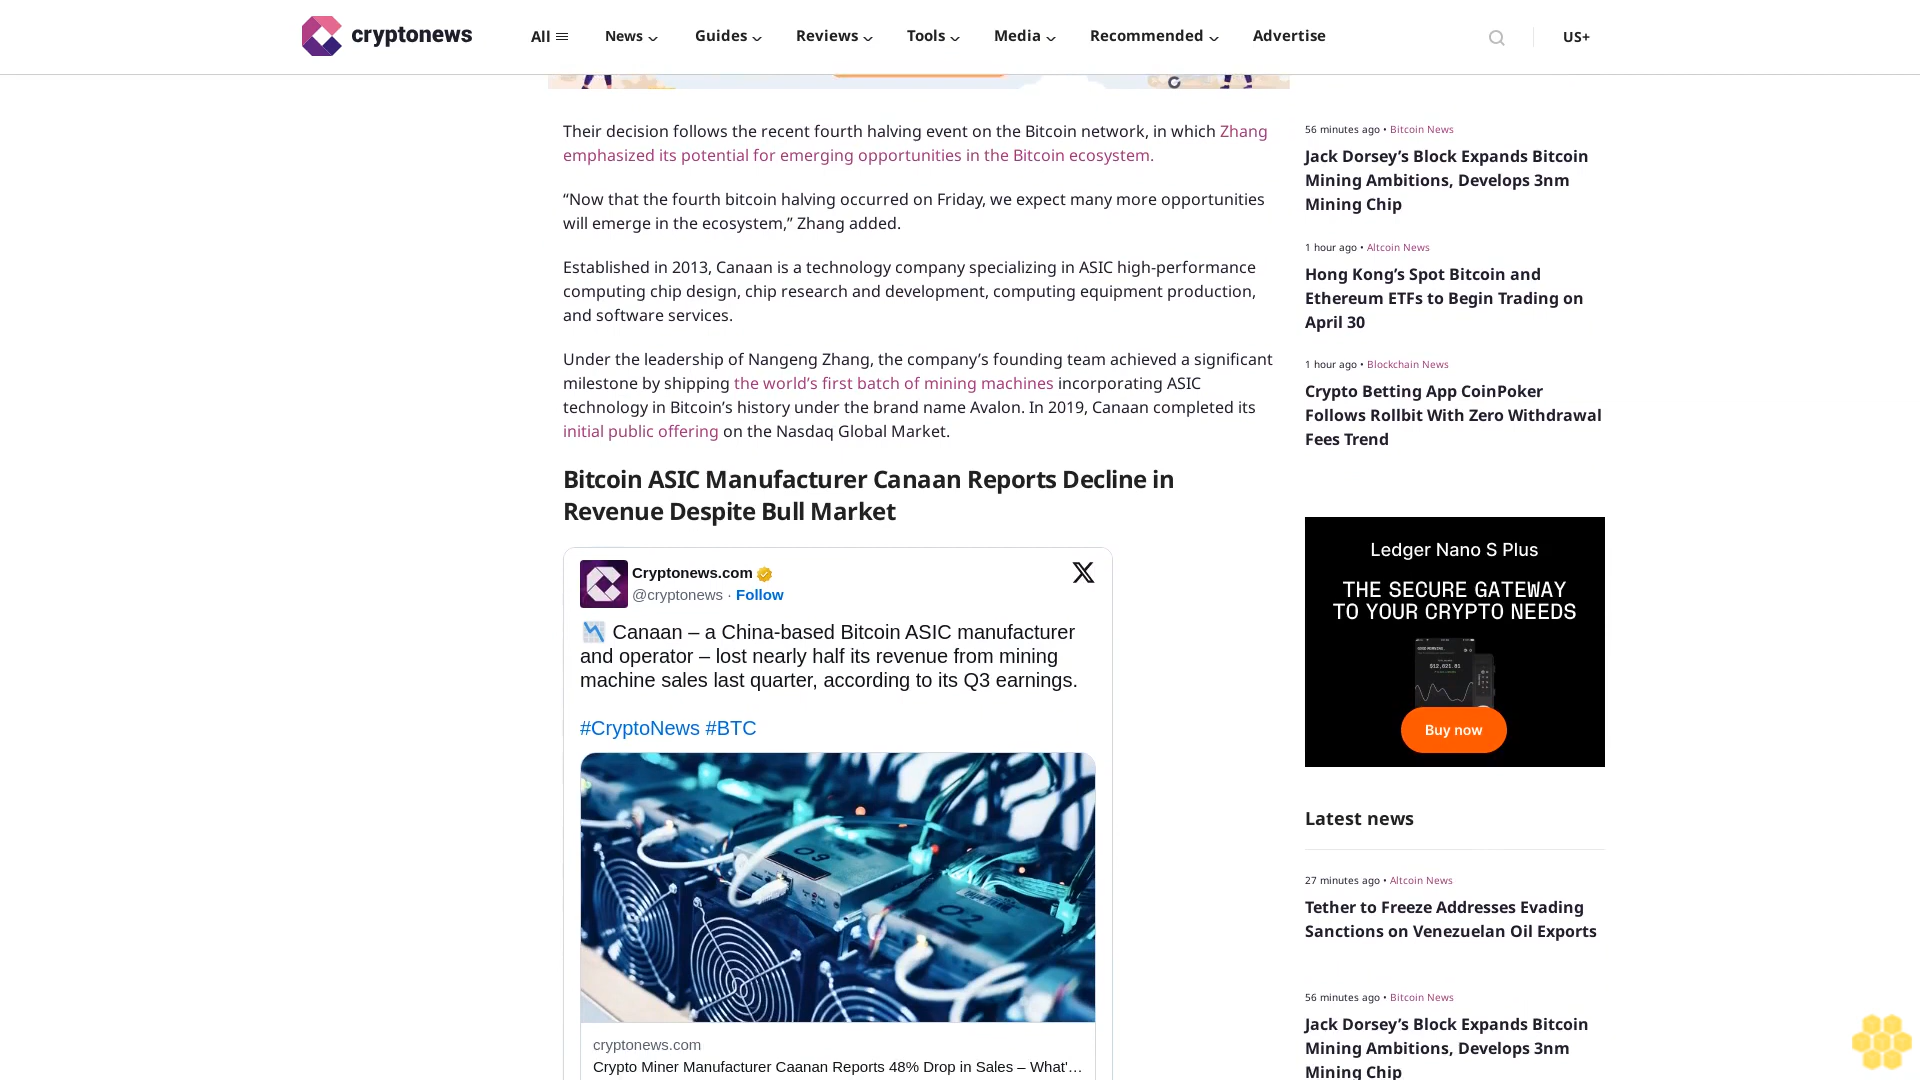 cryptonews
All
News
Guides
Reviews
Tools
Media
Recommended
Advertise
US+
Their decision follows the recent fourth halving event on the Bitcoin network, in which Zhang
emphasized its potential for emerging opportunities in the Bitcoin ecosystem.
“Now that the fourth bitcoin halving occurred on Friday, we expect many more opportunities
will emerge in the ecosystem,” Zhang added.
Established in 2013, Canaan is a technology company specializing in ASIC high-performance
computing chip design, chip research and development, computing equipment production,
and software services.
Under the leadership of Nangeng Zhang, the company’s founding team achieved a significant
milestone by shipping the world’s first batch of mining machines incorporating ASIC
technology in Bitcoin’s history under the brand name Avalon. In 2019, Canaan completed its
initial public offering on the Nasdaq Global Market.
Bitcoin ASIC Manufacturer Canaan Reports Decline in
Revenue Despite Bull Market
Cryptonews.com
@cryptonews · Follow
Canaan – a China-based Bitcoin ASIC manufacturer
and operator – lost nearly half its revenue from mining
machine sales last quarter, according to its Q3 earnings.
#CryptoNews #BTC
03
02
cryptonews.com
Crypto Miner Manufacturer Caanan Reports 48% Drop in Sales – What'...
56 minutes ago • Bitcoin News
Jack Dorsey’s Block Expands Bitcoin
Mining Ambitions, Develops 3nm
Mining Chip
1 hour ago • Altcoin News
Hong Kong’s Spot Bitcoin and
Ethereum ETFs to Begin Trading on
April 30
1 hour ago • Blockchain News
Crypto Betting App CoinPoker
Follows Rollbit With Zero Withdrawal
Fees Trend
Ledger Nano S Plus
THE SECURE GATEWAY
TO YOUR CRYPTO NEEDS
$12,021.01
Buy now
Latest news
27 minutes ago • Altcoin News
Tether to Freeze Addresses Evading
Sanctions on Venezuelan Oil Exports
56 minutes ago • Bitcoin News
Jack Dorsey’s Block Expands Bitcoin
Mining Ambitions, Develops 3nm
Mining Chip